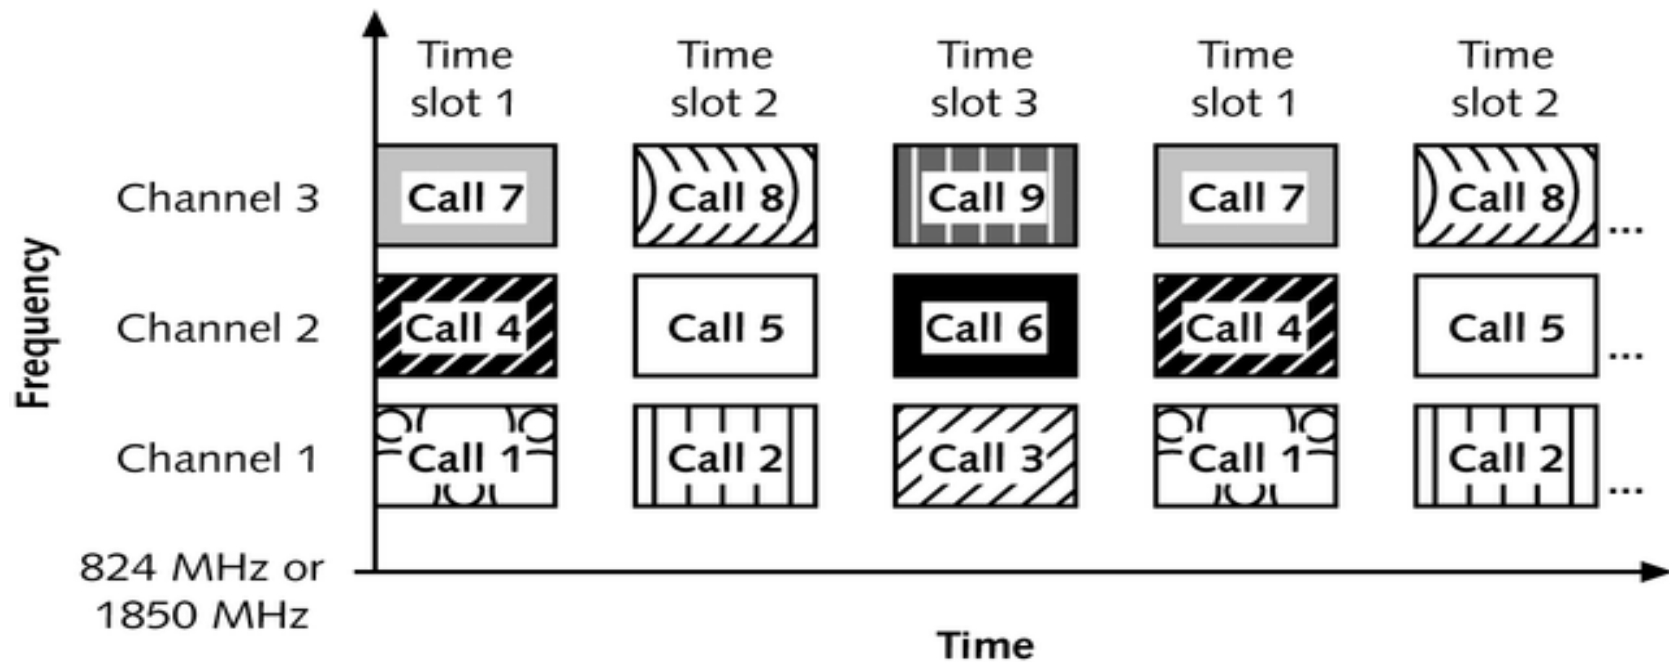 Time slot 1
Time slot 2
Time slot 3
Time slot 1
Time slot 2
Channel 3
Call 7
Call 8
Call 9
Call 7
Call 8
...
Frequency
Channel 2
Call 4
Call 5
Call 6
Call 4
Call 5
...
Channel 1
Call 1
Call 2
Call 3
Call 1
Call 2
...
824 MHz or
1850 MHz
Time